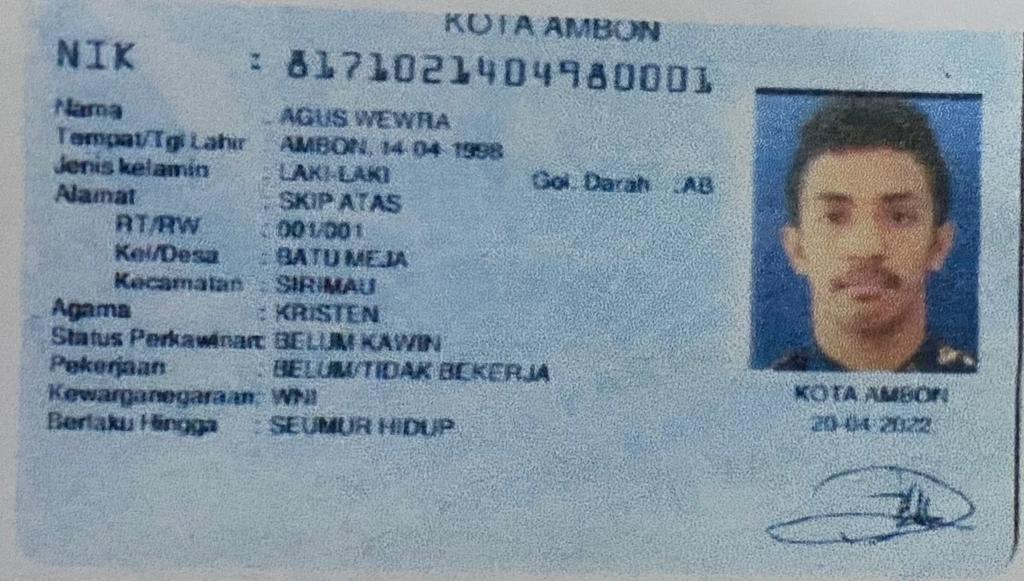 KOTA AMBON
NIK : 8171021404980001
Nama : AGUS WEWRA
Tempat/Tgl Lahir : AMBON, 14-04-1998
Jenis kelamin : LAKI-LAKI Gol. Darah : AB
Alamat : SKIP ATAS
RT/RW : 001/001
Kel/Desa : BATU MEJA
Kecamatan : SIRIMAU
Agama : KRISTEN
Status Perkawinan: BELUM KAWIN
Pekerjaan : BELUM/TIDAK BEKERJA
Kewarganegaraan: WNI
Berlaku Hingga : SEUMUR HIDUP
KOTA AMBON
20-04-2022